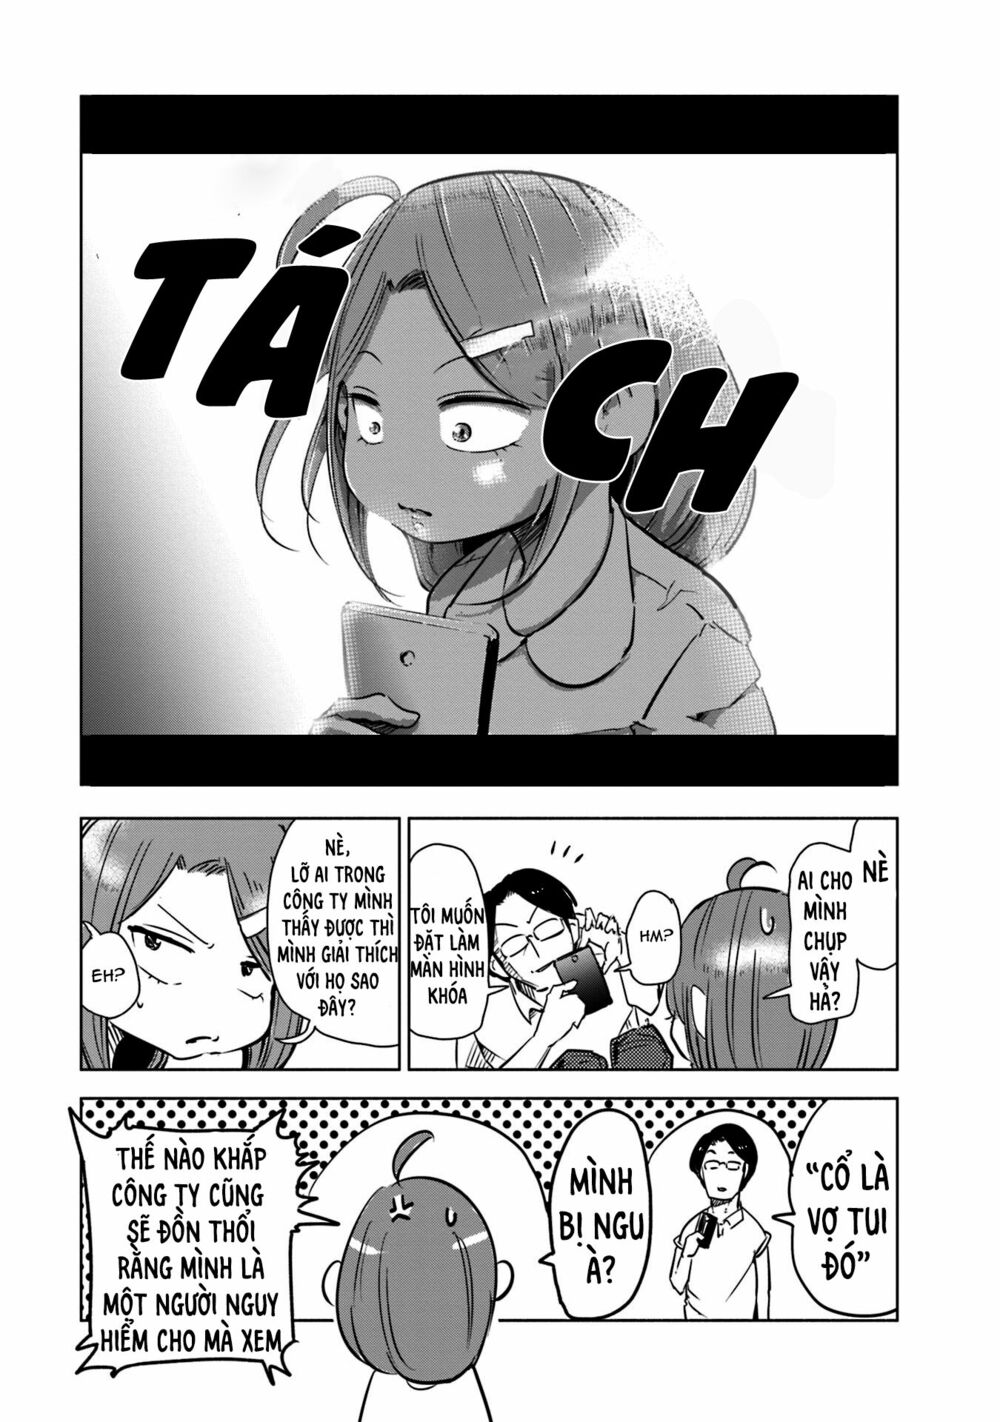 TÁ
CH
NÈ
AI CHO
MÌNH
CHỤP
VẬY
HẢ?
HM?
TÔI MUỐN
ĐẶT LÀM
MÀN HÌNH
KHÓA
NÈ,
LỠ AI TRONG
CÔNG TY MÌNH
THẤY ĐƯỢC THÌ
MÌNH GIẢI THÍCH
VỚI HỌ SAO
ĐÂY?
EH?
“CỔ LÀ
VỢ TUI
ĐÓ”
MÌNH
BỊ NGU
À?
THẾ NÀO KHẮP
CÔNG TY CŨNG
SẼ ĐỒN THỔI
RẰNG MÌNH LÀ
MỘT NGƯỜI NGUY
HIỂM CHO MÀ XEM